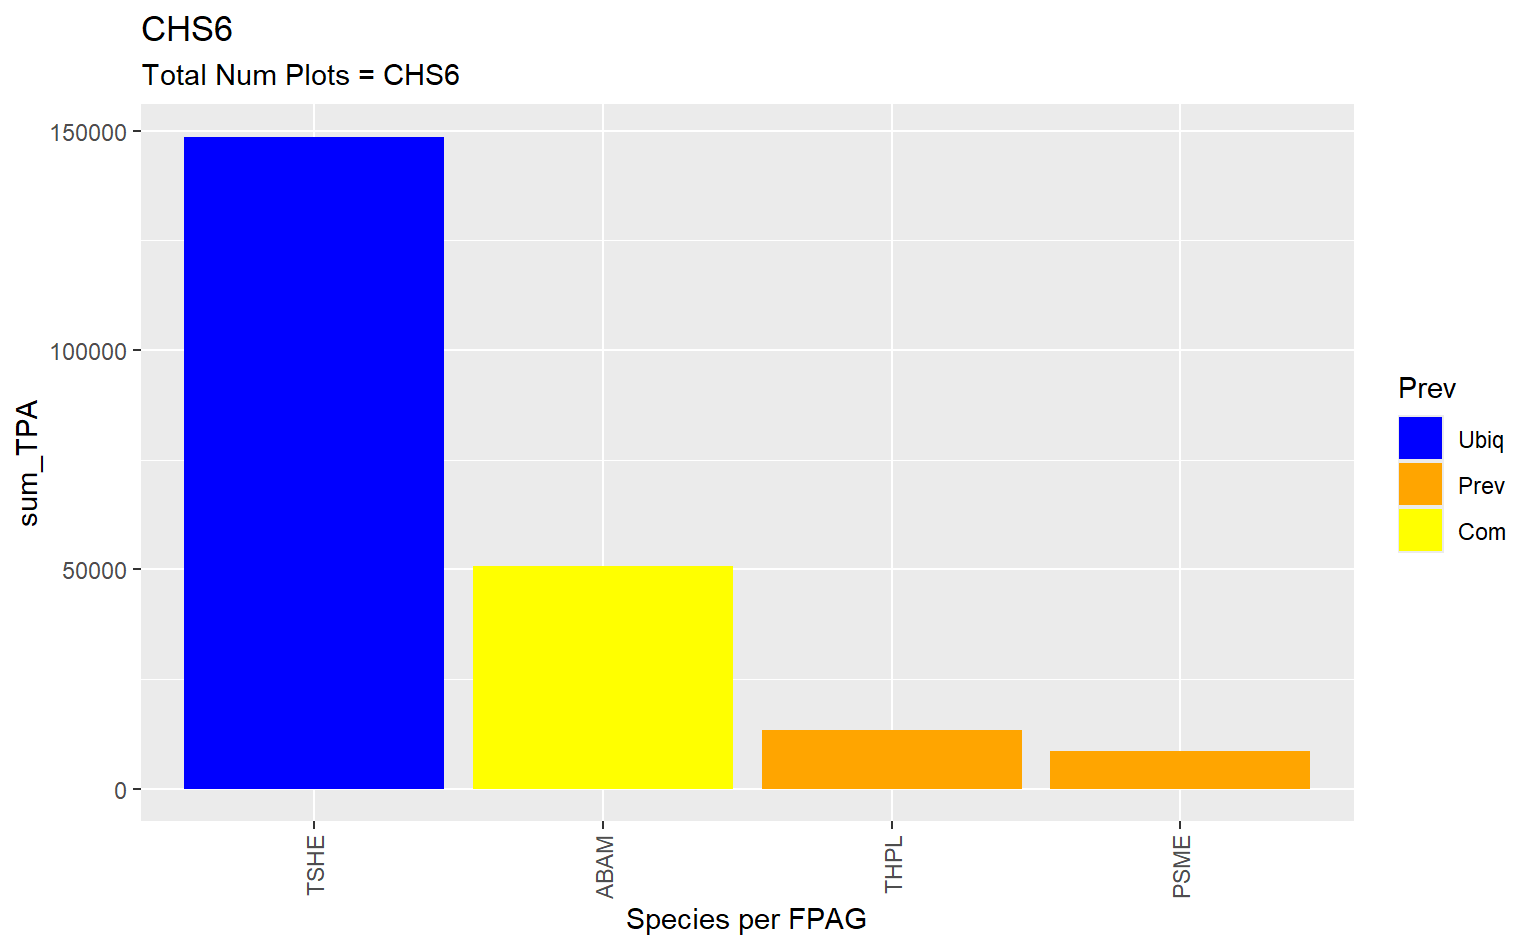 CHS6
Total Num Plots = CHS6
150000
100000
50000
0
sum_TPA
TSHE
ABAM
THPL
PSME
Species per FPAG
Prev
Ubiq
Prev
Com